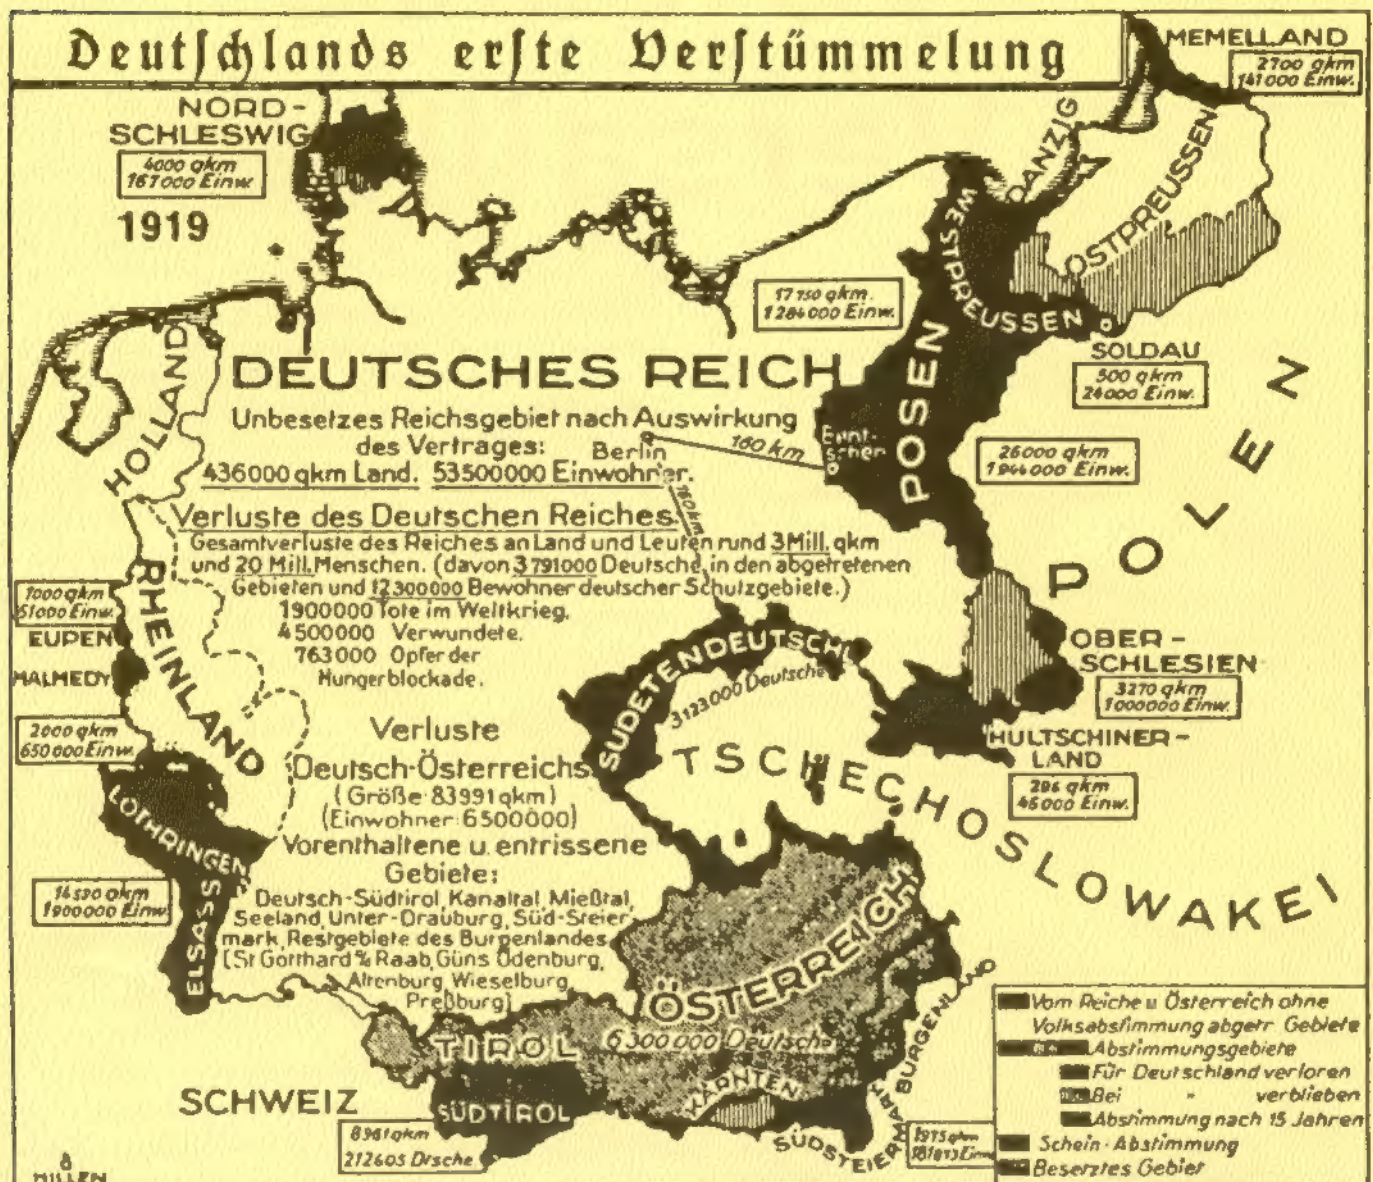 Deutschlands erste Verstümmelung
MEMELLAND
2700 qkm
141000 Einw.
NORD-
SCHLESWIG
4000 qkm
167000 Einw.
1919
DANZIG
OSTPREUSSEN
WESTPREUSSEN
17750 qkm.
1284000 Einw.
HOLLAND
POSEN
SOLDAU
500 qkm
24000 Einw.
DEUTSCHES REICH
Unbesetzes Reichsgebiet nach Auswirkung
des Vertrages:
Berlin
160 km
436000 qkm Land. 53500000 Einwohner.
180 km
26000 qkm
1944000 Einw.
POLEN
Verluste des Deutschen Reiches
Gesamtverluste des Reiches an Land und Leuten rund 3 Mill. qkm
und 20 Mill. Menschen. (davon 3791000 Deutsche, in den abgetretenen
Gebieten und 12300000 Bewohner deutscher Schutzgebiete.)
1900000 Tote im Weltkrieg.
4500000 Verwundete.
763000 Opfer der
Hungerblockade.
RHEINLAND
1000 qkm
61000 Einw.
EUPEN
MALMEDY
2000 qkm
650000 Einw.
SUDETENDEUTSCHL
3123000 Deutsche
OBER-
SCHLESIEN
3270 qkm
1000000 Einw.
HULTSCHINER-
LAND
286 qkm
46000 Einw.
TSCHECHOSLOWAKEI
Verluste
Deutsch-Österreichs
(Größe: 83991 qkm)
(Einwohner: 6500000)
Vorenthaltene u. entrissene
Gebiete:
Deutsch-Südtirol, Kanaltal, Mießtal,
Seeland, Unter-Drauburg, Süd-Steier-
mark, Restgebiete des Burgenlandes
(St Gotthard % Raab, Güns Ödenburg,
Altenburg, Wieselburg,
Preßburg)
LOTHRINGEN
ELSASS
14530 qkm
1900000 Einw.
ÖSTERREICH
6300000 Deutsche
TIROL
SÜDTIROL
SCHWEIZ
8961 qkm
212605 Dtsche
KÄRNTEN
SÜDSTEIERMARK
BURGENLAND
Vom Reiche u Österreich ohne
Volksabstimmung abgetr. Gebiete
Abstimmungsgebiete
Für Deutschland verloren
Bei " verblieben
Abstimmung nach 15 Jahren
Schein-Abstimmung
Besetztes Gebiet